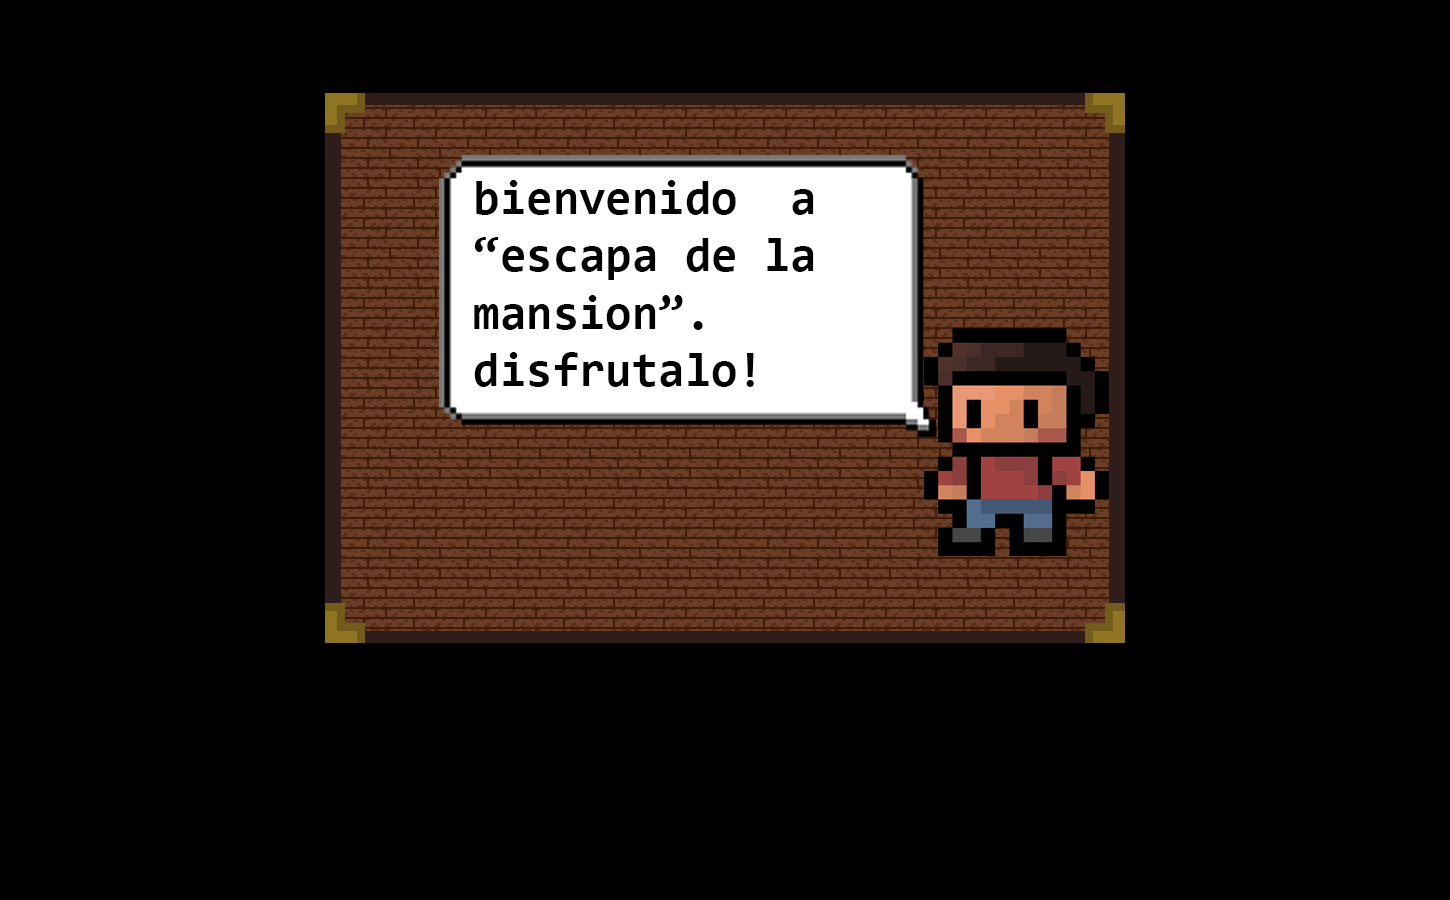 bienvenido  a
“escapa de la
mansion”.
disfrutalo!